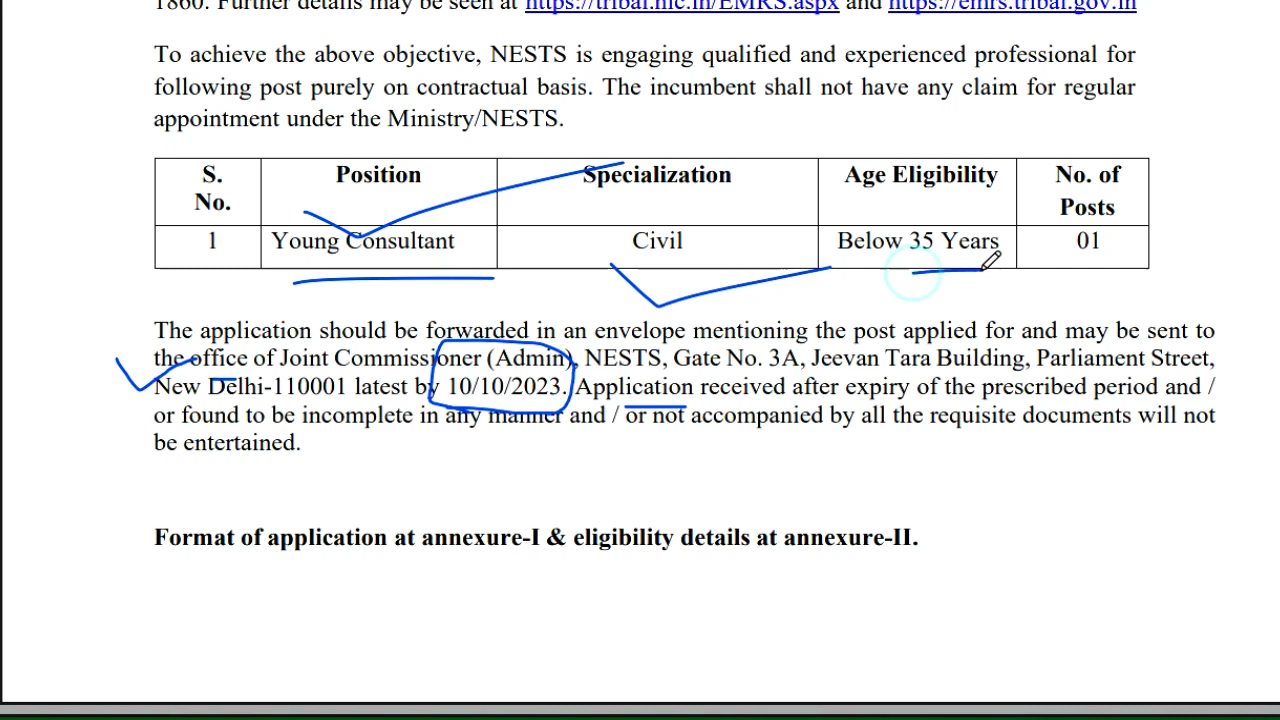 1860. Further details may be seen at https://tribal.nic.in/EMRS.aspx and https://emrs.tribal.gov.in
To achieve the above objective, NESTS is engaging qualified and experienced professional for
following post purely on contractual basis. The incumbent shall not have any claim for regular
appointment under the Ministry/NESTS.
S. No. Position Specialization Age Eligibility No. of Posts
1 Young Consultant Civil Below 35 Years 01
The application should be forwarded in an envelope mentioning the post applied for and may be sent to
the office of Joint Commissioner (Admin), NESTS, Gate No. 3A, Jeevan Tara Building, Parliament Street,
New Delhi-110001 latest by 10/10/2023. Application received after expiry of the prescribed period and /
or found to be incomplete in any manner and / or not accompanied by all the requisite documents will not
be entertained.
Format of application at annexure-I & eligibility details at annexure-II.